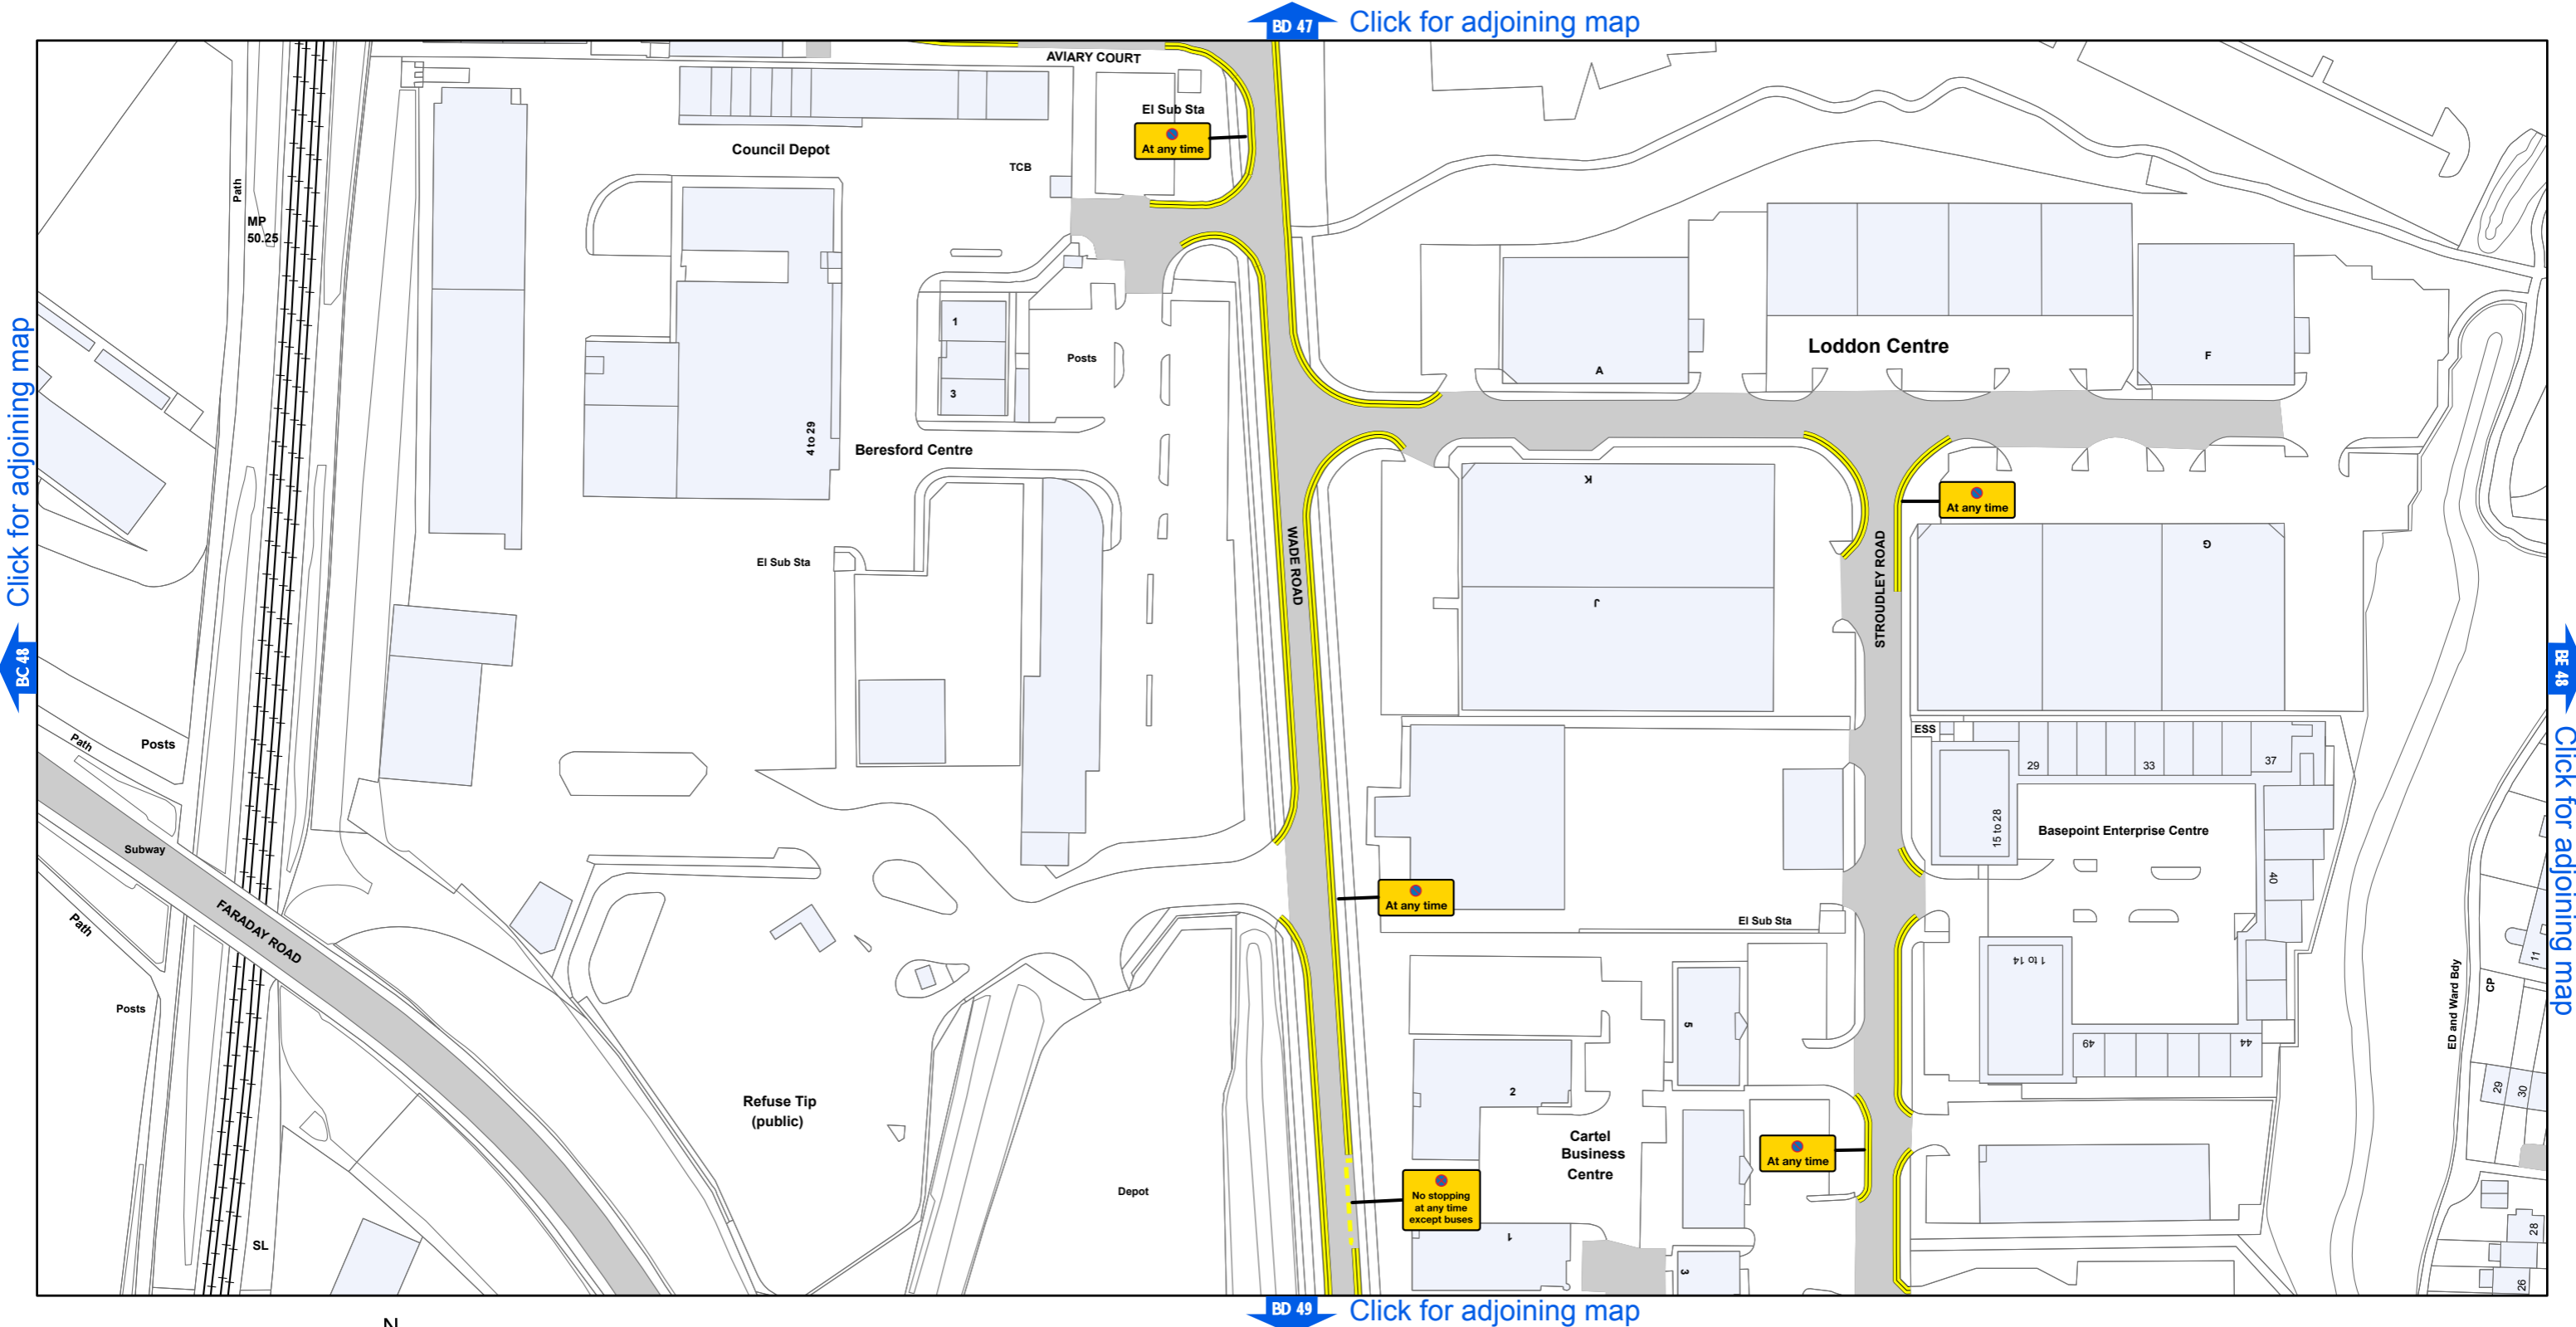 BD 47
Click for adjoining map
AVIARY COURT
El Sub Sta
At any time
Council Depot
TCB
Path
MP
50.25
1
Posts
3
4 to 29
Beresford Centre
Loddon Centre
A
F
K
At any time
WADE ROAD
STROUDLEY ROAD
G
El Sub Sta
J
Click for adjoining map
BC 48
BE 48
Click for adjoining map
Path
Posts
ESS
29
33
37
15 to 28
Basepoint Enterprise Centre
Subway
40
At any time
El Sub Sta
FARADAY ROAD
Path
11
1 to 14
ED and Ward Bdy
CP
Posts
5
49
44
29
30
2
Refuse Tip
(public)
Cartel
Business
Centre
At any time
Depot
No stopping
at any time
except buses
28
SL
1
3
26
BD 49
Click for adjoining map
N